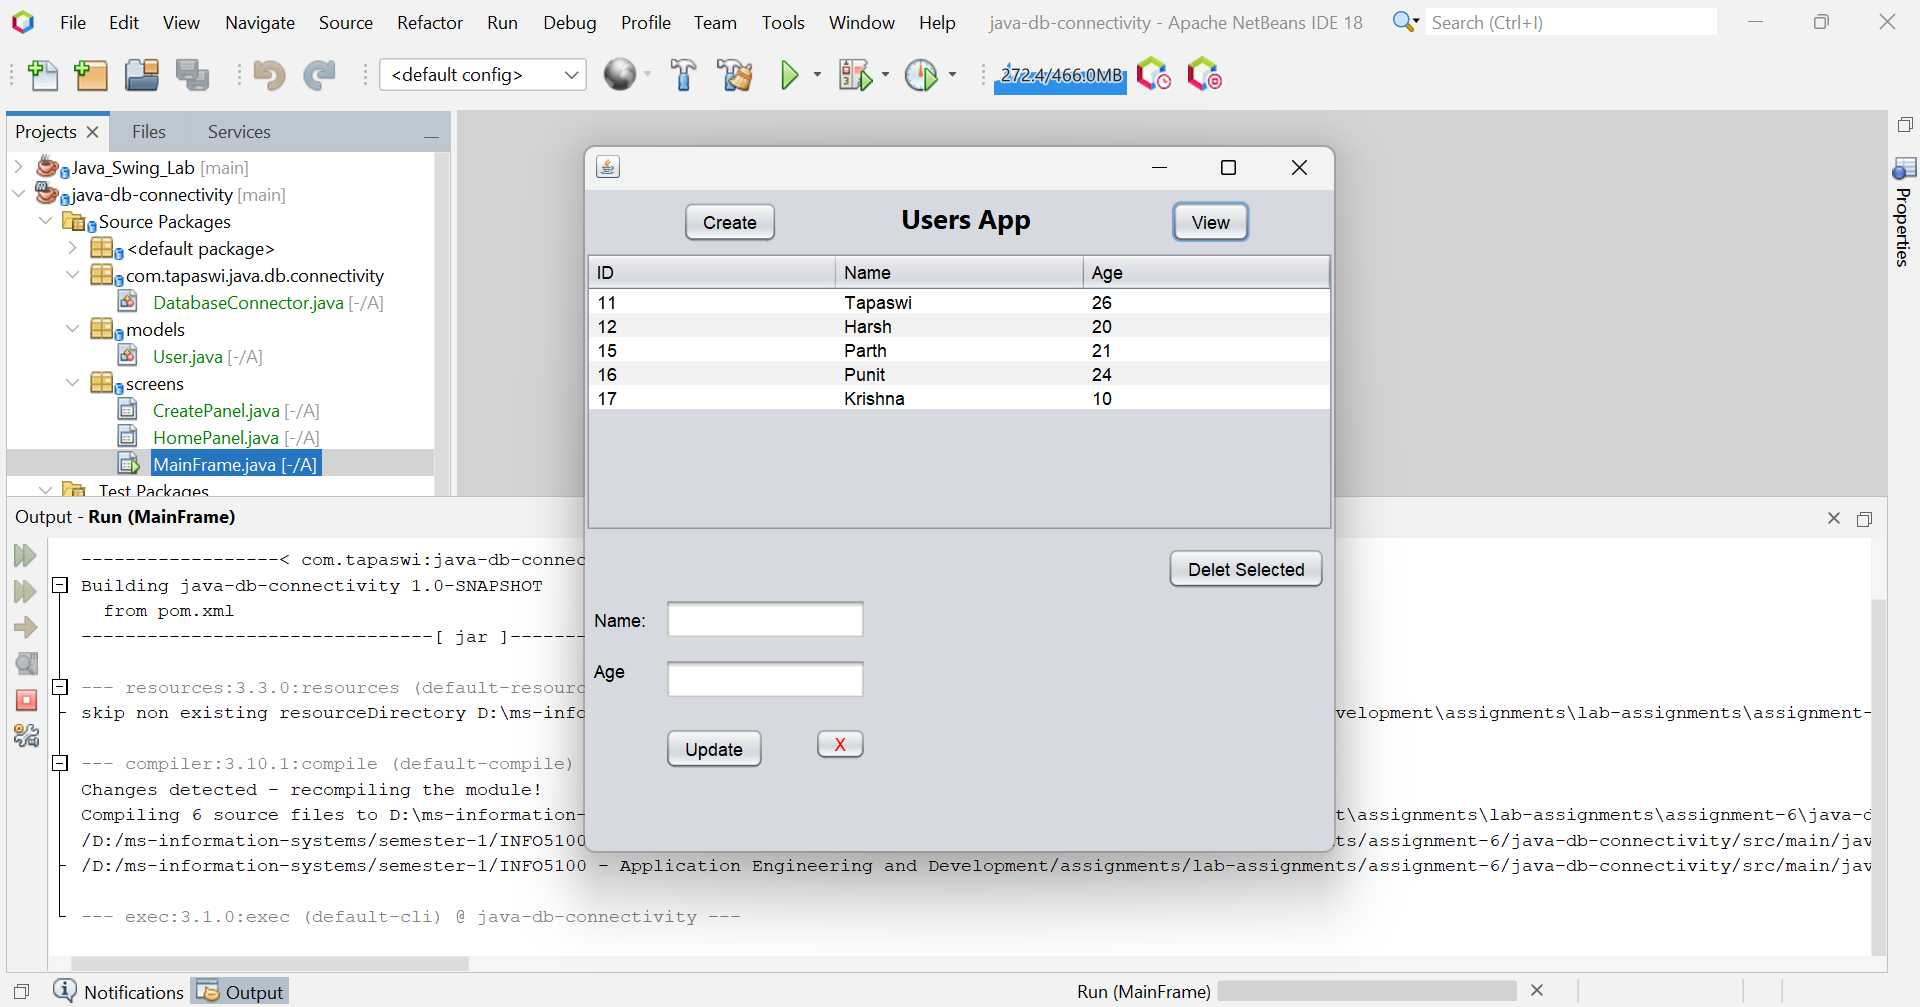 File Edit View Navigate Source Refactor Run Debug Profile Team Tools Window Help java-db-connectivity - Apache NetBeans IDE 18 Search (Ctrl+I)
<default config> 272.4/466.0MB
Projects Files Services
Java_Swing_Lab [main]
java-db-connectivity [main]
Source Packages
<default package>
com.tapaswi.java.db.connectivity
DatabaseConnector.java [-/A]
models
User.java [-/A]
screens
CreatePanel.java [-/A]
HomePanel.java [-/A]
MainFrame.java [-/A]
Test Packages
Properties
Create Users App View
ID Name Age
11 Tapaswi 26
12 Harsh 20
15 Parth 21
16 Punit 24
17 Krishna 10
Delet Selected
Name:
Age
Update X
Output - Run (MainFrame)
------------------< com.tapaswi:java-db-connec
Building java-db-connectivity 1.0-SNAPSHOT
from pom.xml
--------------------------------[ jar ]-------
--- resources:3.3.0:resources (default-resourc
skip non existing resourceDirectory D:\ms-info velopment\assignments\lab-assignments\assignment-
--- compiler:3.10.1:compile (default-compile)
Changes detected - recompiling the module!
Compiling 6 source files to D:\ms-information- t\assignments\lab-assignments\assignment-6\java-d
/D:/ms-information-systems/semester-1/INFO5100 ts/assignment-6/java-db-connectivity/src/main/jav
/D:/ms-information-systems/semester-1/INFO5100 - Application Engineering and Development/assignments/lab-assignments/assignment-6/java-db-connectivity/src/main/jav
--- exec:3.1.0:exec (default-cli) @ java-db-connectivity ---
Notifications Output Run (MainFrame)